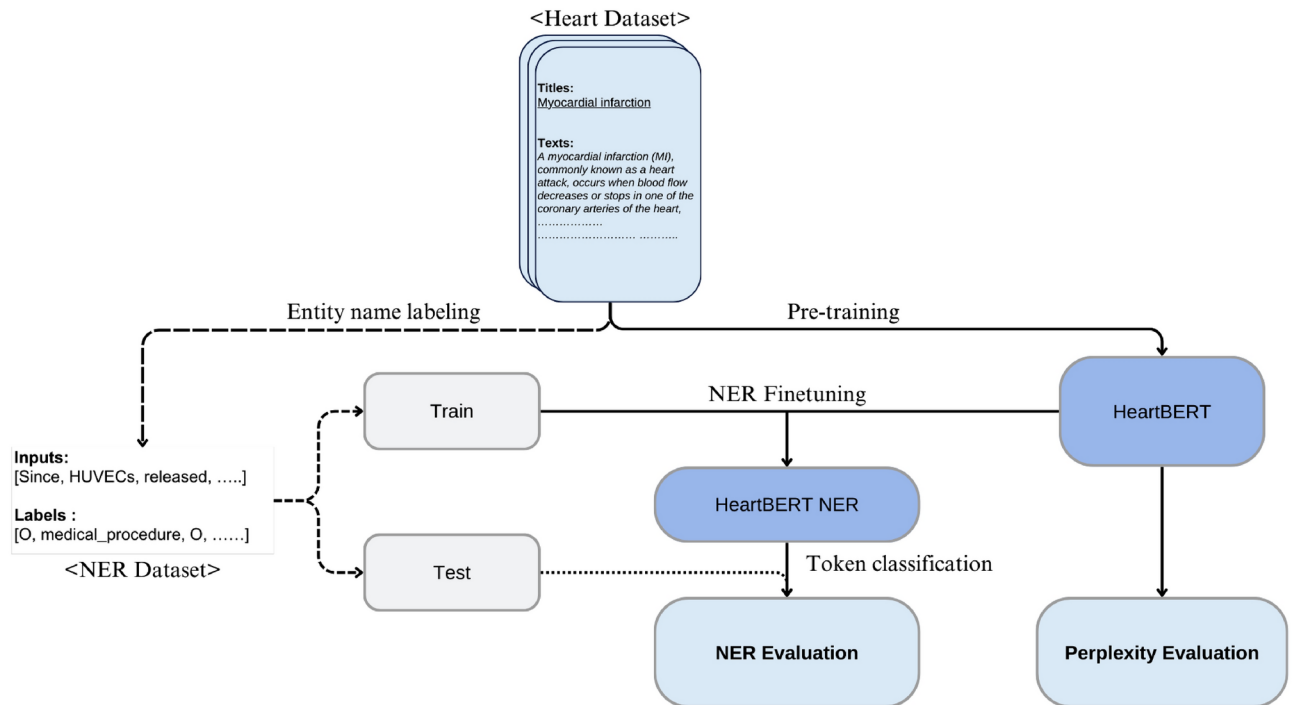 <Heart Dataset>
Titles:
Myocardial infarction
Texts:
A myocardial infarction (MI),
commonly known as a heart
attack, occurs when blood flow
decreases or stops in one of the
coronary arteries of the heart,
………………
…………………… ………..
Entity name labeling
Pre-training
Train
NER Finetuning
HeartBERT
Inputs:
[Since, HUVECs, released, …..]
Labels :
[O, medical_procedure, O, ……]
<NER Dataset>
HeartBERT NER
Test
Token classification
NER Evaluation
Perplexity Evaluation